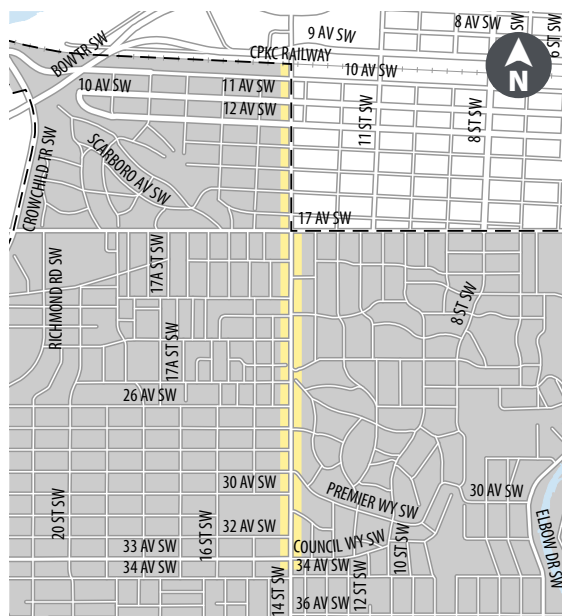 9 AV SW
8 AV SW
SW
9 ST SW
BOW TR SW
CPKC RAILWAY
10 AV SW
N
10 AV SW
11 AV SW
12 AV SW
11 ST SW
8 ST SW
SCARBORO AV SW
CROWCHILD TR SW
17 AV SW
17A ST SW
RICHMOND RD SW
8 ST SW
17A ST SW
26 AV SW
30 AV SW
PREMIER WY SW
30 AV SW
20 ST SW
16 ST SW
32 AV SW
ELBOW DR SW
33 AV SW
COUNCIL WY SW
10 ST SW
34 AV SW
34 AV SW
14 ST SW
12 ST SW
36 AV SW